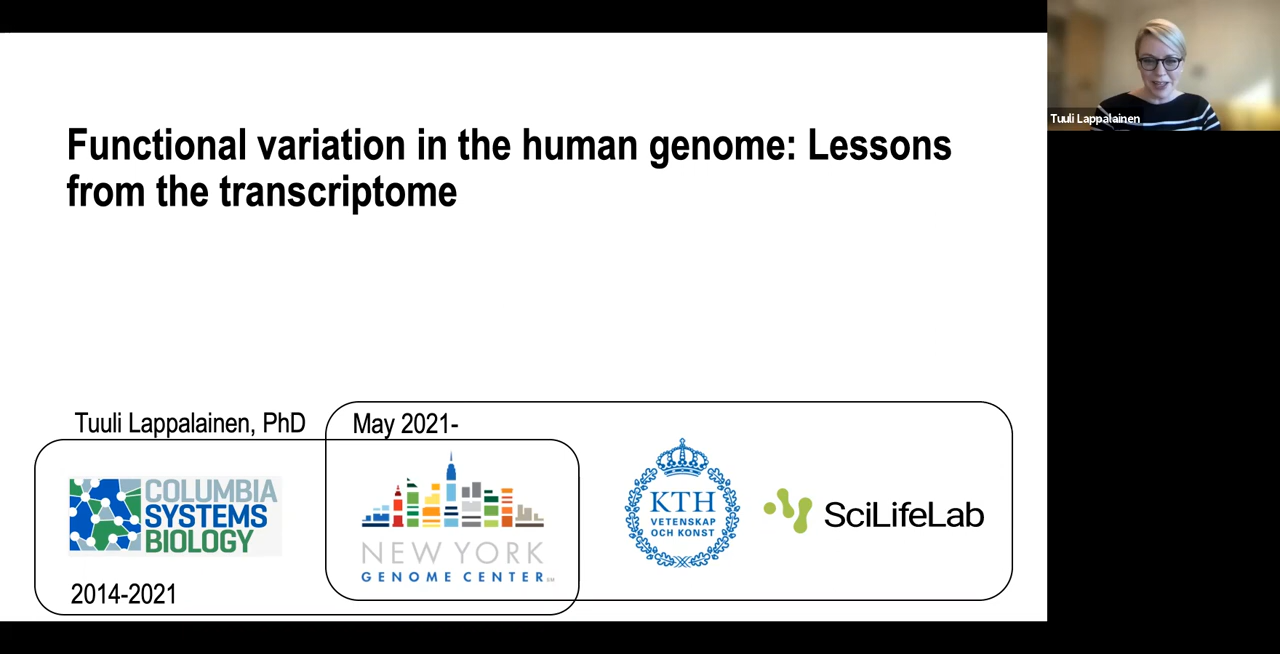 Functional variation in the human genome: Lessons
from the transcriptome
Tuuli Lappalainen
Tuuli Lappalainen, PhD
May 2021-
COLUMBIA
SYSTEMS
BIOLOGY
2014-2021
NEW YORK
GENOME CENTER SM
KTH
VETENSKAP
OCH KONST
SciLifeLab